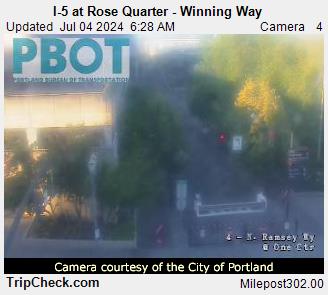 I-5 at Rose Quarter - Winning Way
Updated Jul 04 2024 6:28 AM Camera 4
PBOT
PORTLAND BUREAU OF TRANSPORTATION
4 - N. Ramsey Wy
@ One Ctr
Camera courtesy of the City of Portland
TripCheck.com Milepost302.00